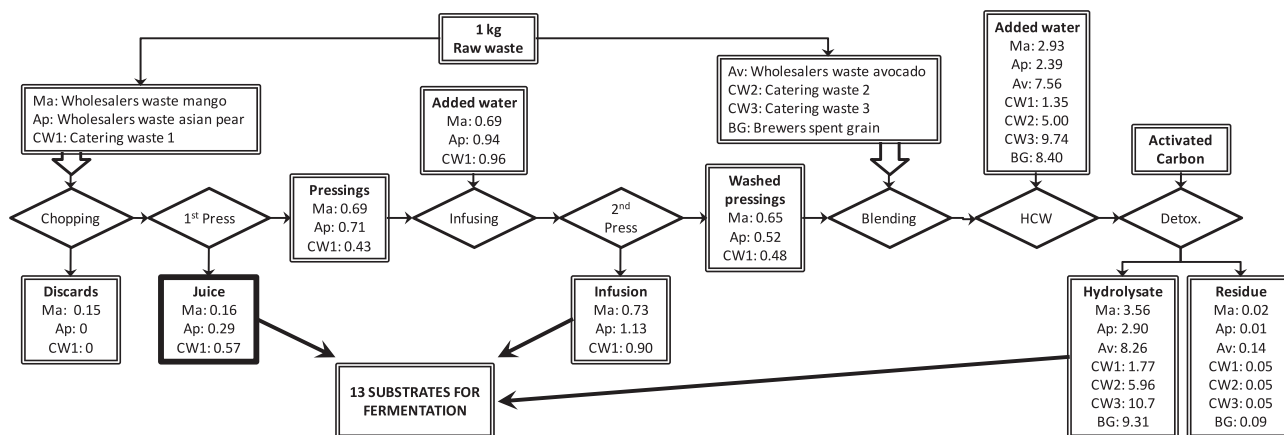 1 kg
Raw waste
Ma: Wholesalers waste mango
Ap: Wholesalers waste asian pear
CW1: Catering waste 1
Added water
Ma: 0.69
Ap: 0.94
CW1: 0.96
Av: Wholesalers waste avocado
CW2: Catering waste 2
CW3: Catering waste 3
BG: Brewers spent grain
Added water
Ma: 2.93
Ap: 2.39
Av: 7.56
CW1: 1.35
CW2: 5.00
CW3: 9.74
BG: 8.40
Activated
Carbon
Chopping
1st Press
Pressings
Ma: 0.69
Ap: 0.71
CW1: 0.43
Infusing
2nd
Press
Washed
pressings
Ma: 0.65
Ap: 0.52
CW1: 0.48
Blending
HCW
Detox.
Discards
Ma: 0.15
Ap: 0
CW1: 0
Juice
Ma: 0.16
Ap: 0.29
CW1: 0.57
Infusion
Ma: 0.73
Ap: 1.13
CW1: 0.90
Hydrolysate
Ma: 3.56
Ap: 2.90
Av: 8.26
CW1: 1.77
CW2: 5.96
CW3: 10.7
BG: 9.31
Residue
Ma: 0.02
Ap: 0.01
Av: 0.14
CW1: 0.05
CW2: 0.05
CW3: 0.05
BG: 0.09
13 SUBSTRATES FOR
FERMENTATION